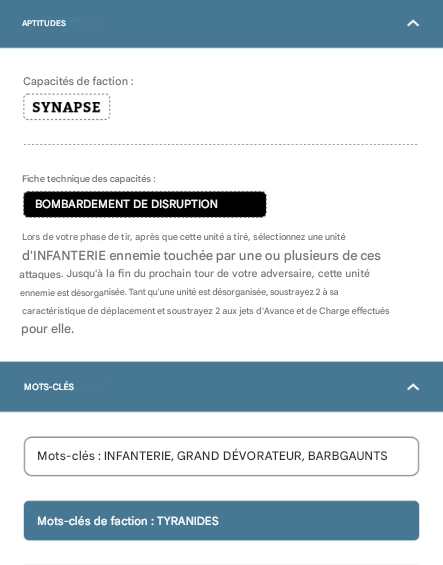 APTITUDES
Capacités de faction :
SYNAPSE
Fiche technique des capacités :
BOMBARDEMENT DE DISRUPTION
Lors de votre phase de tir, après que cette unité a tiré, sélectionnez une unité
d'INFANTERIE ennemie touchée par une ou plusieurs de ces
attaques. Jusqu'à la fin du prochain tour de votre adversaire, cette unité
ennemie est désorganisée. Tant qu'une unité est désorganisée, soustrayez 2 à sa
caractéristique de déplacement et soustrayez 2 aux jets d'Avance et de Charge effectués
pour elle.
MOTS-CLÉS
Mots-clés : INFANTERIE, GRAND DÉVORATEUR, BARBGAUNTS
Mots-clés de faction : TYRANIDES